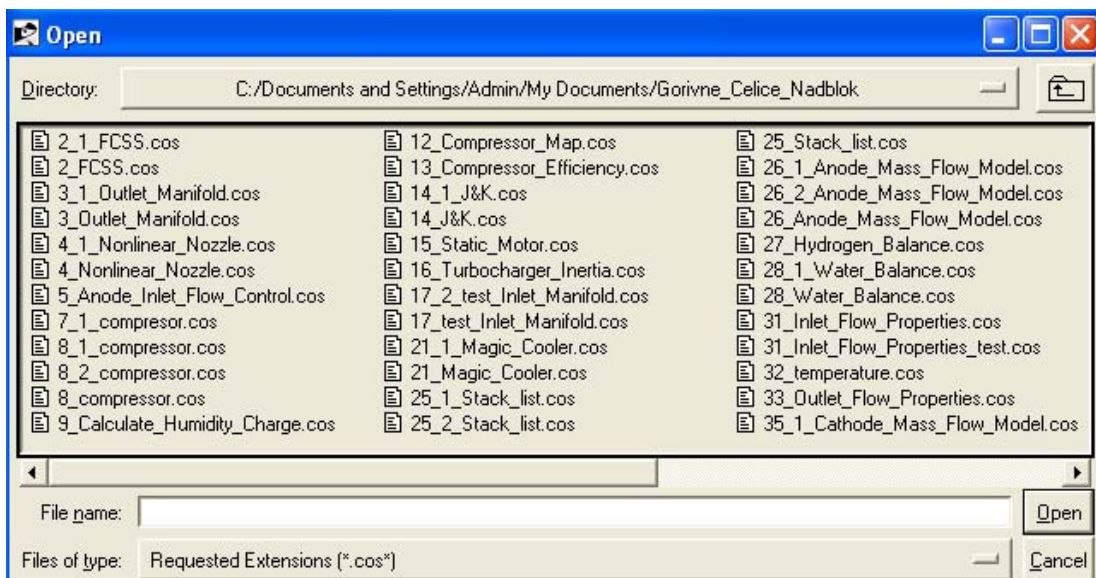 Open
Directory: C:/Documents and Settings/Admin/My Documents/Gorivne_Celice_Nadblok
2_1_FCSS.cos
2_FCSS.cos
3_1_Outlet_Manifold.cos
3_Outlet_Manifold.cos
4_1_Nonlinear_Nozzle.cos
4_Nonlinear_Nozzle.cos
5_Anode_Inlet_Flow_Control.cos
7_1_compresor.cos
8_1_compressor.cos
8_2_compressor.cos
8_compressor.cos
9_Calculate_Humidity_Charge.cos
12_Compressor_Map.cos
13_Compressor_Efficiency.cos
14_1_J&K.cos
14_J&K.cos
15_Static_Motor.cos
16_Turbocharger_Inertia.cos
17_2_test_Inlet_Manifold.cos
17_test_Inlet_Manifold.cos
21_1_Magic_Cooler.cos
21_Magic_Cooler.cos
25_1_Stack_list.cos
25_2_Stack_list.cos
25_Stack_list.cos
26_1_Anode_Mass_Flow_Model.cos
26_2_Anode_Mass_Flow_Model.cos
26_Anode_Mass_Flow_Model.cos
27_Hydrogen_Balance.cos
28_1_Water_Balance.cos
28_Water_Balance.cos
31_Inlet_Flow_Properties.cos
31_Inlet_Flow_Properties_test.cos
32_temperature.cos
33_Outlet_Flow_Properties.cos
35_1_Cathode_Mass_Flow_Model.cos
File name: Open
Files of type: Requested Extensions (*.cos*) Cancel